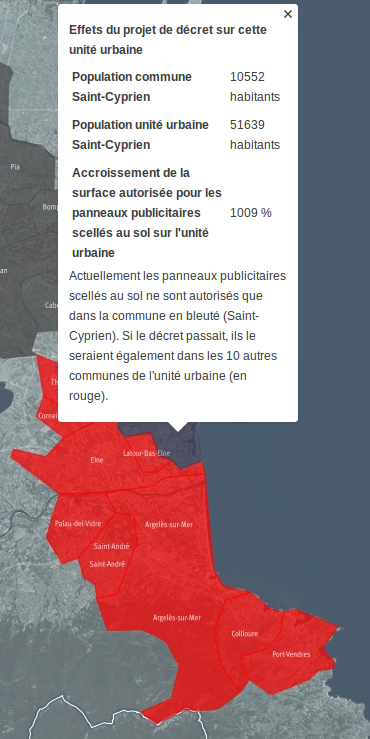 ×
Effets du projet de décret sur cette
unité urbaine
Population commune 10552
Saint-Cyprien habitants
Population unité urbaine 51639
Saint-Cyprien habitants
Accroissement de la
surface autorisée pour les
panneaux publicitaires 1009 %
scellés au sol sur l'unité
urbaine
Actuellement les panneaux publicitaires
scellés au sol ne sont autorisés que
dans la commune en bleuté (Saint-
Cyprien). Si le décret passait, ils le
seraient également dans les 10 autres
communes de l'unité urbaine (en
rouge).
Pia
Bomp
an
Cabe
Th
Cornei
Latour-Bas-Elne
Elne
Palau-del-Vidre
Argelès-sur-Mer
Saint-André
Saint-André
Argelès-sur-Mer
Collioure
Port-Vendres